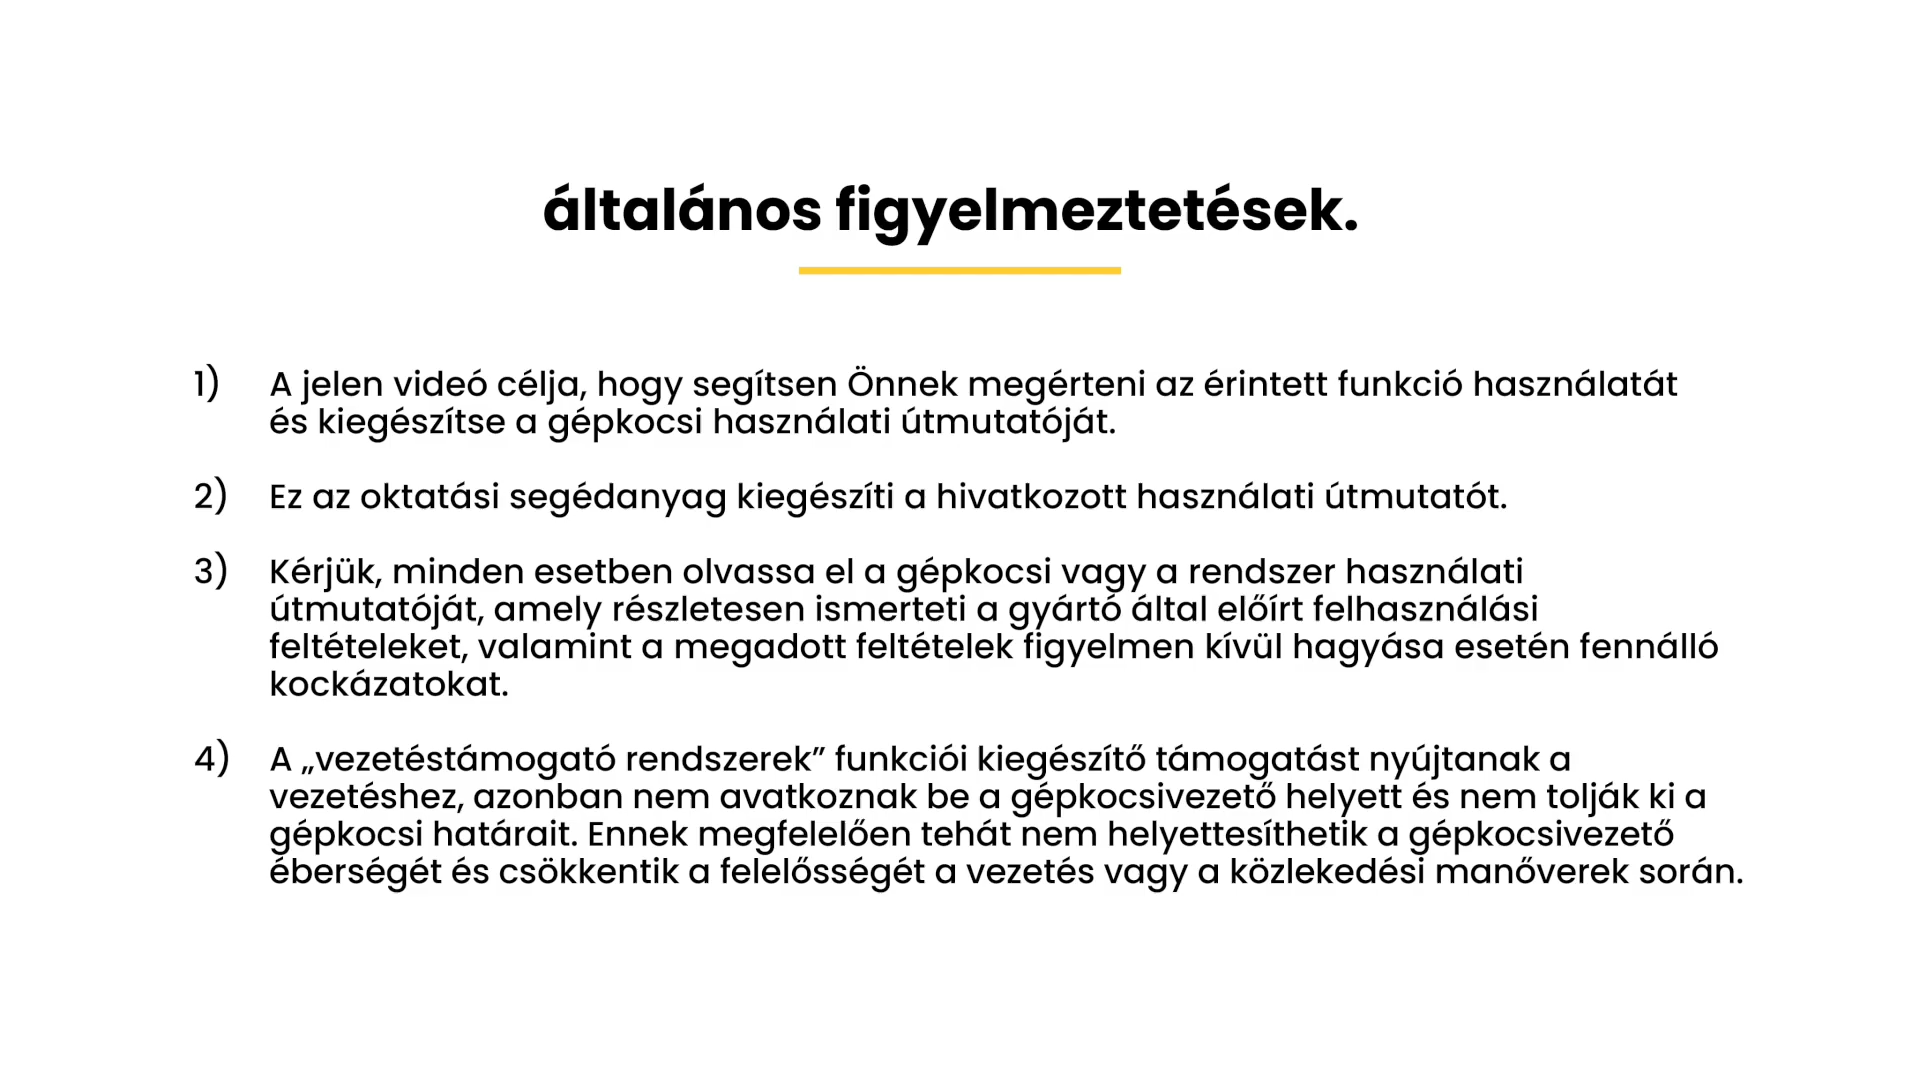 általános figyelmeztetések.
1) A jelen videó célja, hogy segítsen Önnek megérteni az érintett funkció használatát
és kiegészítse a gépkocsi használati útmutatóját.
2) Ez az oktatási segédanyag kiegészíti a hivatkozott használati útmutatót.
3) Kérjük, minden esetben olvassa el a gépkocsi vagy a rendszer használati
útmutatóját, amely részletesen ismerteti a gyártó által előírt felhasználási
feltételeket, valamint a megadott feltételek figyelmen kívül hagyása esetén fennálló
kockázatokat.
4) A „vezetéstámogató rendszerek” funkciói kiegészítő támogatást nyújtanak a
vezetéshez, azonban nem avatkoznak be a gépkocsivezető helyett és nem tolják ki a
gépkocsi határait. Ennek megfelelően tehát nem helyettesíthetik a gépkocsivezető
éberségét és csökkentik a felelősségét a vezetés vagy a közlekedési manőverek során.